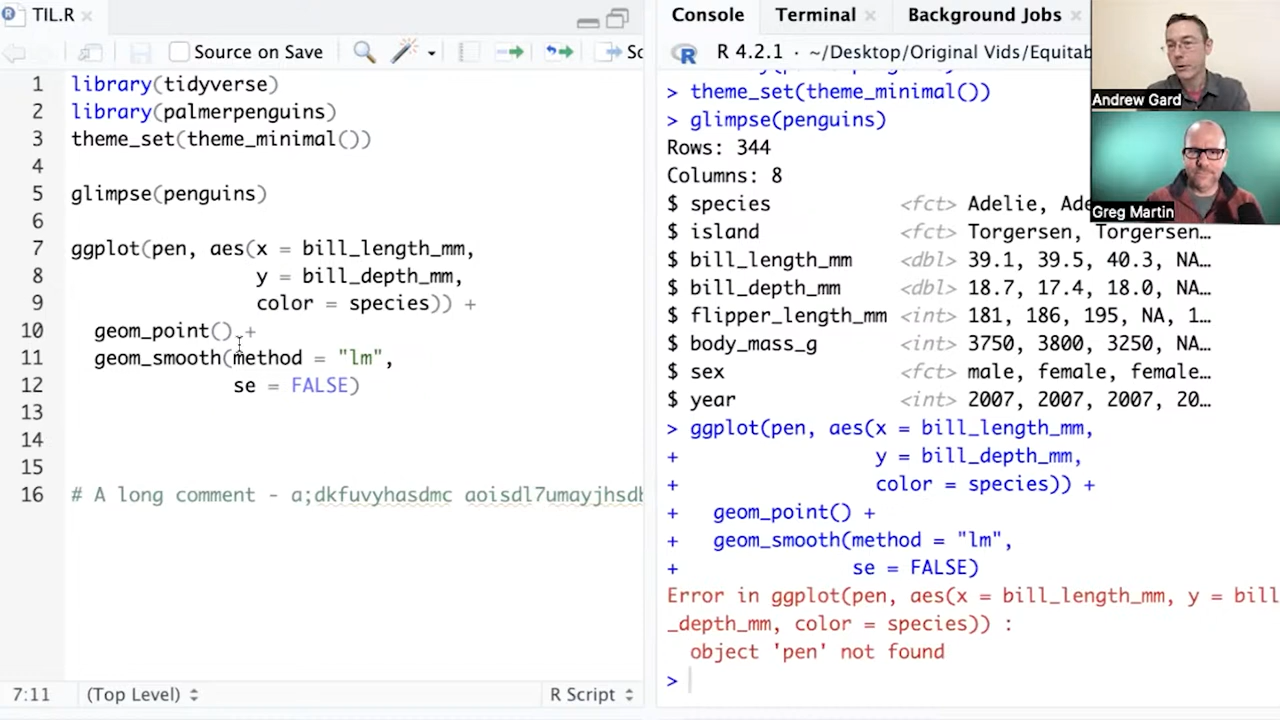 TIL.R
Source on Save
1 library(tidyverse)
2 library(palmerpenguins)
3 theme_set(theme_minimal())
4
5 glimpse(penguins)
6
7 ggplot(pen, aes(x = bill_length_mm,
8 y = bill_depth_mm,
9 color = species)) +
10 geom_point() +
11 geom_smooth(method = "lm",
12 se = FALSE)
13
14
15
16 # A long comment - a;dkfuvyhasdmc aoisdl7umayjhsdb
7:11 (Top Level) R Script
Console Terminal Background Jobs
R 4.2.1 · ~/Desktop/Original Vids/Equitab
> theme_set(theme_minimal())
> glimpse(penguins)
Rows: 344
Columns: 8
$ species <fct> Adelie, Ade
$ island <fct> Torgersen, Torgersen…
$ bill_length_mm <dbl> 39.1, 39.5, 40.3, NA…
$ bill_depth_mm <dbl> 18.7, 17.4, 18.0, NA…
$ flipper_length_mm <int> 181, 186, 195, NA, 1…
$ body_mass_g <int> 3750, 3800, 3250, NA…
$ sex <fct> male, female, female…
$ year <int> 2007, 2007, 2007, 20…
> ggplot(pen, aes(x = bill_length_mm,
+ y = bill_depth_mm,
+ color = species)) +
+ geom_point() +
+ geom_smooth(method = "lm",
+ se = FALSE)
Error in ggplot(pen, aes(x = bill_length_mm, y = bill
_depth_mm, color = species)) :
object 'pen' not found
>
Andrew Gard
Greg Martin